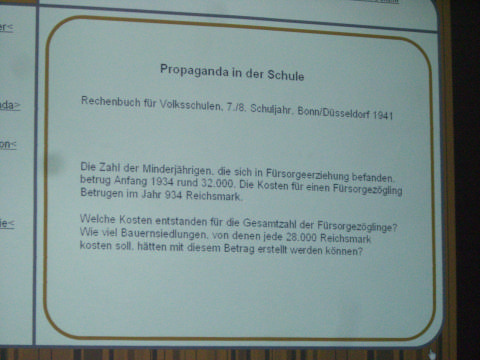 er<
nda>
on<
ie<
Propaganda in der Schule
Rechenbuch für Volksschulen, 7./8. Schuljahr, Bonn/Düsseldorf 1941
Die Zahl der Minderjährigen, die sich in Fürsorgeerziehung befanden,
betrug Anfang 1934 rund 32.000. Die Kosten für einen Fürsorgezögling
Betrugen im Jahr 934 Reichsmark.
Welche Kosten entstanden für die Gesamtzahl der Fürsorgezöglinge?
Wie viel Bauernsiedlungen, von denen jede 28.000 Reichsmark
kosten soll, hätten mit diesem Betrag erstellt werden können?